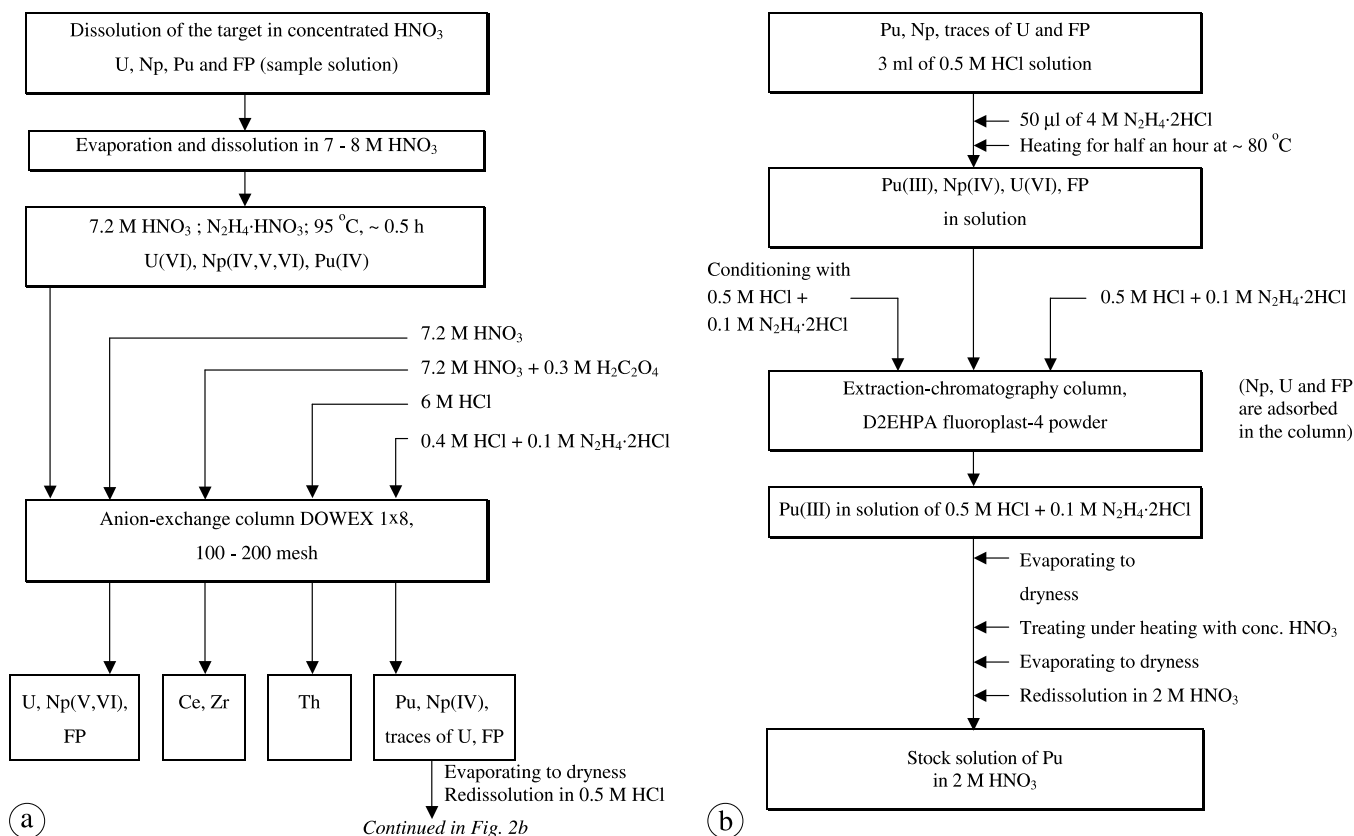 Dissolution of the target in concentrated HNO₃
U, Np, Pu and FP (sample solution)
Evaporation and dissolution in 7 - 8 M HNO₃
7.2 M HNO₃ ; N₂H₄·HNO₃; 95 °C, ~ 0.5 h
U(VI), Np(IV,V,VI), Pu(IV)
7.2 M HNO₃
7.2 M HNO₃ + 0.3 M H₂C₂O₄
6 M HCl
0.4 M HCl + 0.1 M N₂H₄·2HCl
Anion-exchange column DOWEX 1×8,
100 - 200 mesh
U, Np(V,VI),
FP
Ce, Zr
Th
Pu, Np(IV),
traces of U, FP
Evaporating to dryness
Redissolution in 0.5 M HCl
Continued in Fig. 2b
a
Pu, Np, traces of U and FP
3 ml of 0.5 M HCl solution
50 µl of 4 M N₂H₄·2HCl
Heating for half an hour at ~ 80 °C
Pu(III), Np(IV), U(VI), FP
in solution
Conditioning with
0.5 M HCl +
0.1 M N₂H₄·2HCl
0.5 M HCl + 0.1 M N₂H₄·2HCl
Extraction-chromatography column,
D2EHPA fluoroplast-4 powder
(Np, U and FP
are adsorbed
in the column)
Pu(III) in solution of 0.5 M HCl + 0.1 M N₂H₄·2HCl
Evaporating to
dryness
Treating under heating with conc. HNO₃
Evaporating to dryness
Redissolution in 2 M HNO₃
Stock solution of Pu
in 2 M HNO₃
b